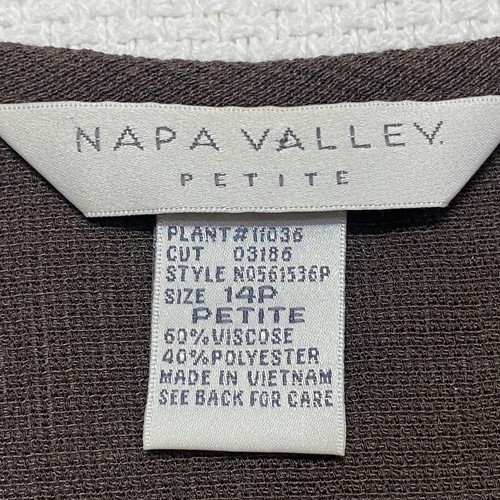 NAPA VALLEY.
PETITE
PLANT#11036
CUT 03186
STYLE N0561536P
SIZE 14P
PETITE
60%VISCOSE
40%POLYESTER
MADE IN VIETNAM
SEE BACK FOR CARE